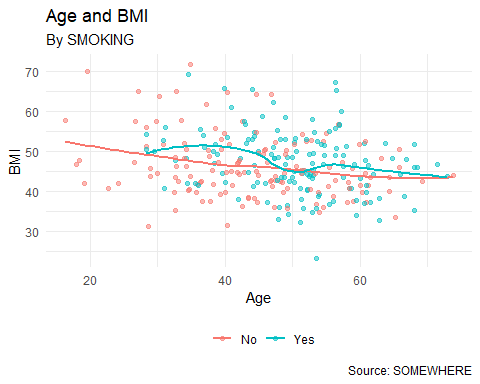 Age and BMI
By SMOKING
70
60
50
40
30
BMI
20 40 60
Age
No Yes
Source: SOMEWHERE